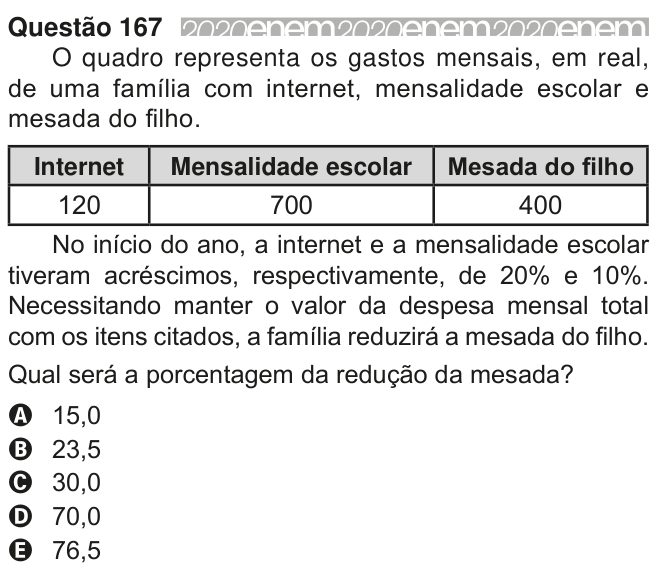 Questão 167 2020enem2020enem2020enem
O quadro representa os gastos mensais, em real,
de uma família com internet, mensalidade escolar e
mesada do filho.
Internet Mensalidade escolar Mesada do filho
120 700 400
No início do ano, a internet e a mensalidade escolar
tiveram acréscimos, respectivamente, de 20% e 10%.
Necessitando manter o valor da despesa mensal total
com os itens citados, a família reduzirá a mesada do filho.
Qual será a porcentagem da redução da mesada?
A 15,0
B 23,5
C 30,0
D 70,0
E 76,5